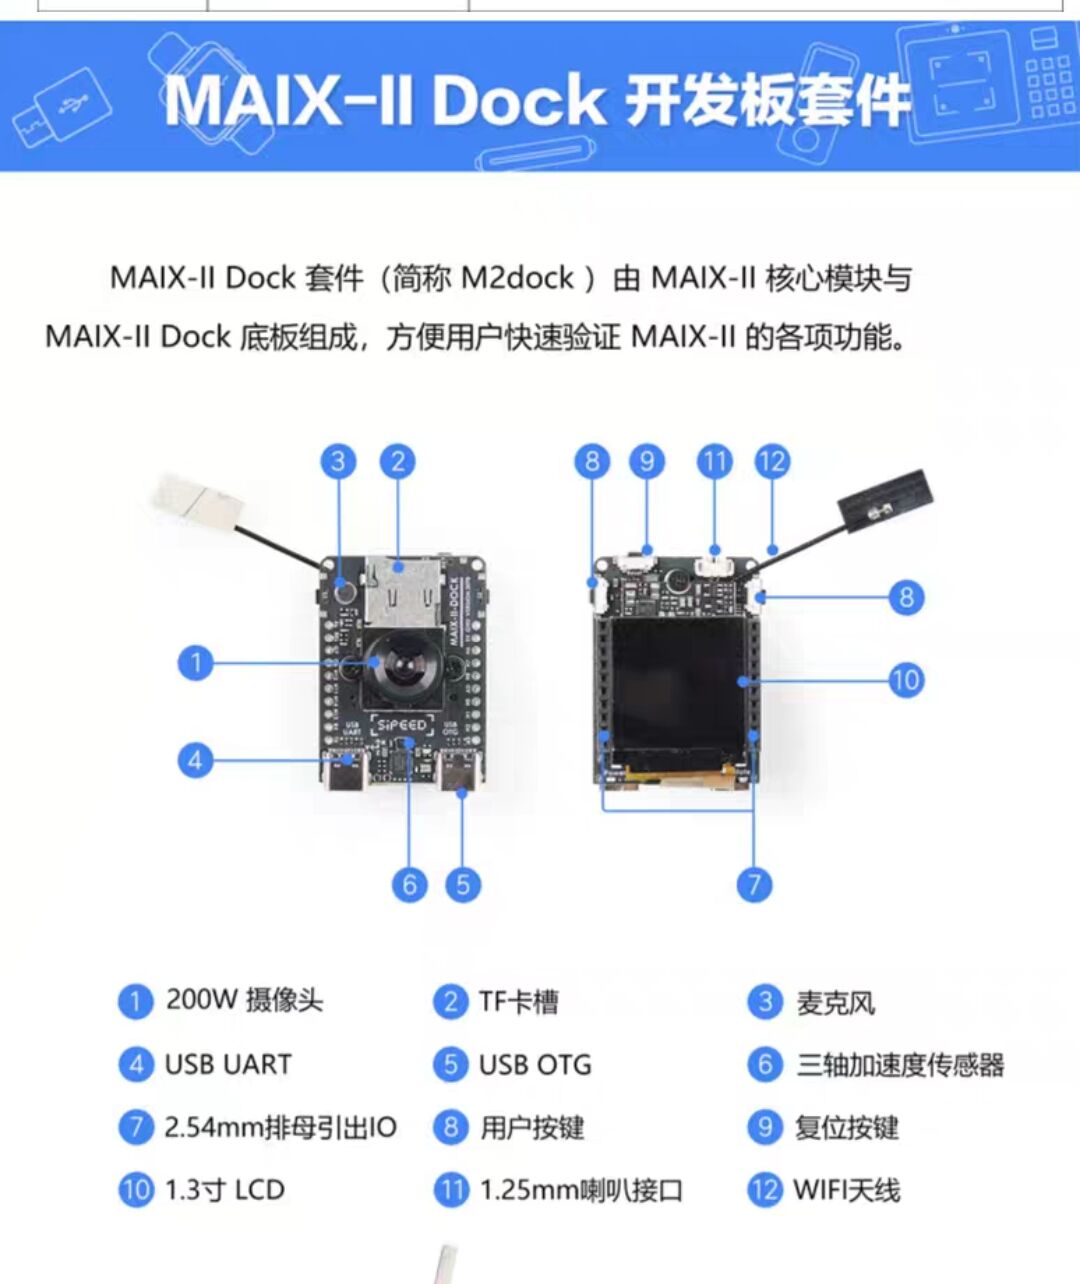 MAIX-II Dock 开发板套件
MAIX-II Dock 套件（简称 M2dock ）由 MAIX-II 核心模块与
MAIX-II Dock 底板组成，方便用户快速验证 MAIX-II 的各项功能。
3 2 8 9 11 12
8
1
10
4
6 5 7
MAIX-II-DOCK
SiPEED
USB UART
USB OTG
1 200W 摄像头 2 TF卡槽 3 麦克风
4 USB UART 5 USB OTG 6 三轴加速度传感器
7 2.54mm排母引出IO 8 用户按键 9 复位按键
10 1.3寸 LCD 11 1.25mm喇叭接口 12 WIFI天线